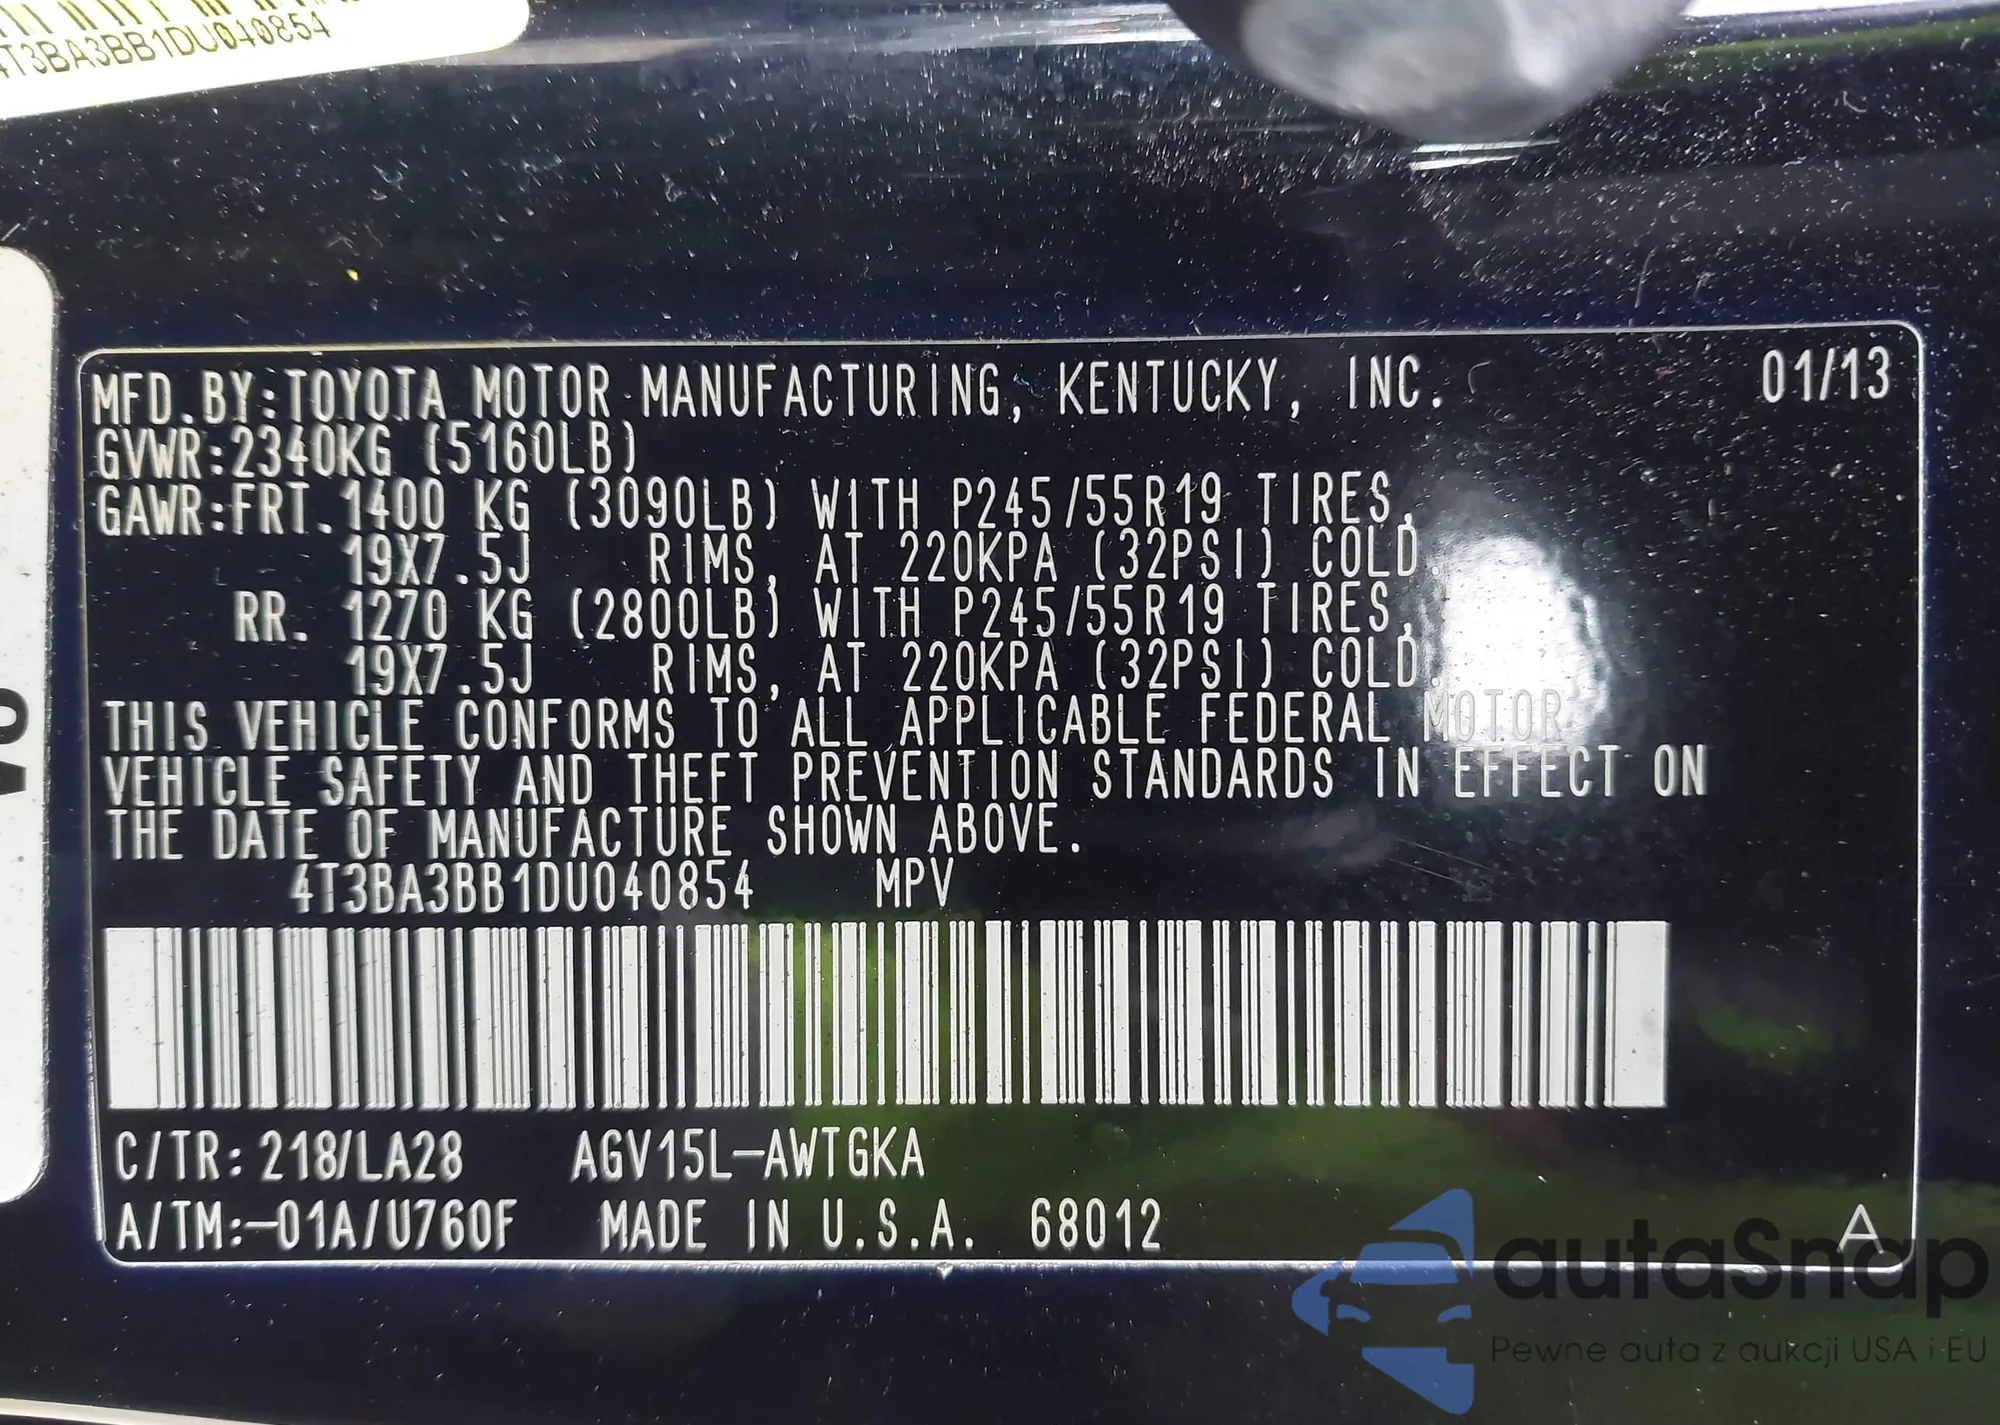 4T3BA3BB1DU040854
MFD.BY:TOYOTA MOTOR MANUFACTURING, KENTUCKY, INC. 01/13
GVWR:2340KG (5160LB)
GAWR:FRT. 1400 KG (3090LB) WITH P245/55R19 TIRES,
19X7.5J RIMS, AT 220KPA (32PSI) COLD.
RR. 1270 KG (2800LB) WITH P245/55R19 TIRES,
19X7.5J RIMS, AT 220KPA (32PSI) COLD.
THIS VEHICLE CONFORMS TO ALL APPLICABLE FEDERAL MOTOR
VEHICLE SAFETY AND THEFT PREVENTION STANDARDS IN EFFECT ON
THE DATE OF MANUFACTURE SHOWN ABOVE.
4T3BA3BB1DU040854 MPV
C/TR: 218/LA28 AGV15L-AWTGKA
A/TM:-01A/U760F MADE IN U.S.A. 68012 A
autaSnap
Pewne auta z aukcji USA i EU